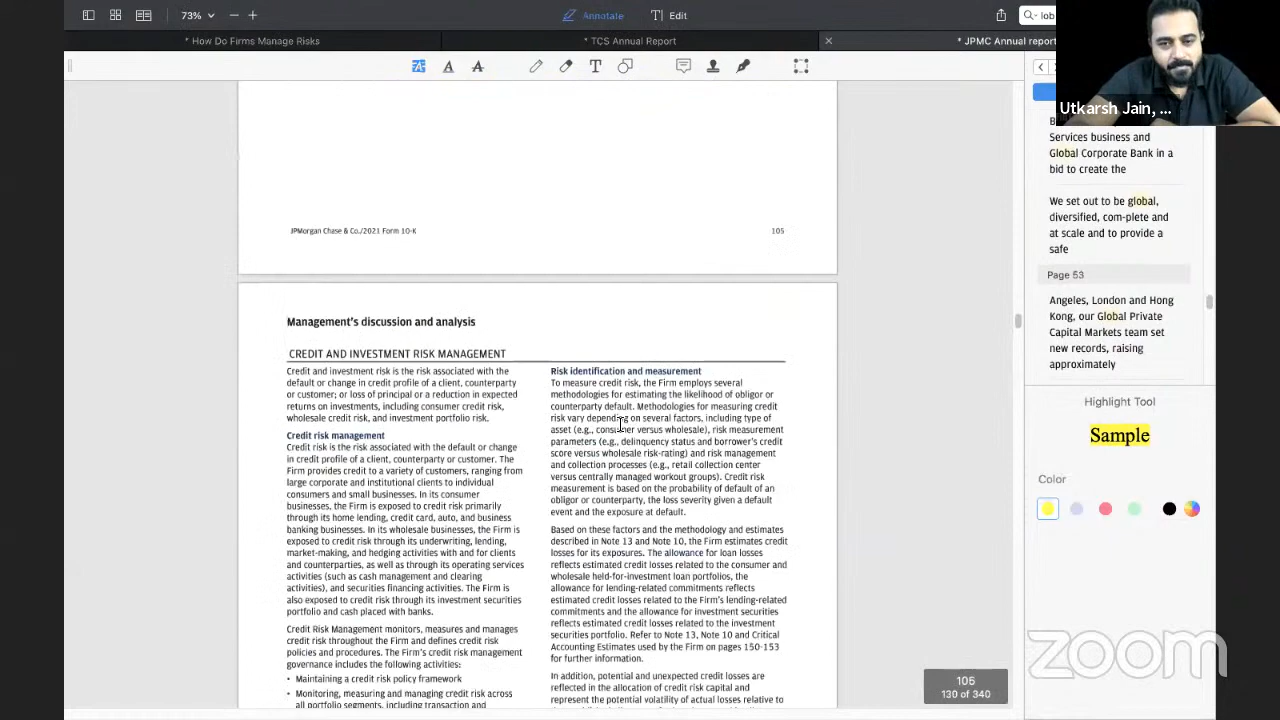 73%
Annotate
Edit
lob
* How Do Firms Manage Risks
* TCS Annual Report
* JPMC Annual report
Utkarsh Jain, ...
Services business and
Global Corporate Bank in a
bid to create the
We set out to be global,
diversified, com-plete and
at scale and to provide a
safe
Page 53
Angeles, London and Hong
Kong, our Global Private
Capital Markets team set
new records, raising
approximately
Highlight Tool
Sample
Color
JPMorgan Chase & Co./2021 Form 10-K
105
Management's discussion and analysis
CREDIT AND INVESTMENT RISK MANAGEMENT
Credit and investment risk is the risk associated with the
default or change in credit profile of a client, counterparty
or customer; or loss of principal or a reduction in expected
returns on investments, including consumer credit risk,
wholesale credit risk, and investment portfolio risk.
Credit risk management
Credit risk is the risk associated with the default or change
in credit profile of a client, counterparty or customer. The
Firm provides credit to a variety of customers, ranging from
large corporate and institutional clients to individual
consumers and small businesses. In its consumer
businesses, the Firm is exposed to credit risk primarily
through its home lending, credit card, auto, and business
banking businesses. In its wholesale businesses, the Firm is
exposed to credit risk through its underwriting, lending,
market-making, and hedging activities with and for clients
and counterparties, as well as through its operating services
activities (such as cash management and clearing
activities), and securities financing activities. The Firm is
also exposed to credit risk through its investment securities
portfolio and cash placed with banks.
Credit Risk Management monitors, measures and manages
credit risk throughout the Firm and defines credit risk
policies and procedures. The Firm's credit risk management
governance includes the following activities:
• Maintaining a credit risk policy framework
• Monitoring, measuring and managing credit risk across
all portfolio segments, including transaction and
Risk identification and measurement
To measure credit risk, the Firm employs several
methodologies for estimating the likelihood of obligor or
counterparty default. Methodologies for measuring credit
risk vary depending on several factors, including type of
asset (e.g., consumer versus wholesale), risk measurement
parameters (e.g., delinquency status and borrower's credit
score versus wholesale risk-rating) and risk management
and collection processes (e.g., retail collection center
versus centrally managed workout groups). Credit risk
measurement is based on the probability of default of an
obligor or counterparty, the loss severity given a default
event and the exposure at default.
Based on these factors and the methodology and estimates
described in Note 13 and Note 10, the Firm estimates credit
losses for its exposures. The allowance for loan losses
reflects estimated credit losses related to the consumer and
wholesale held-for-investment loan portfolios, the
allowance for lending-related commitments reflects
estimated credit losses related to the Firm's lending-related
commitments and the allowance for investment securities
reflects estimated credit losses related to the investment
securities portfolio. Refer to Note 13, Note 10 and Critical
Accounting Estimates used by the Firm on pages 150-153
for further information.
In addition, potential and unexpected credit losses are
reflected in the allocation of credit risk capital and
represent the potential volatility of actual losses relative to
106
130 of 340
zoom